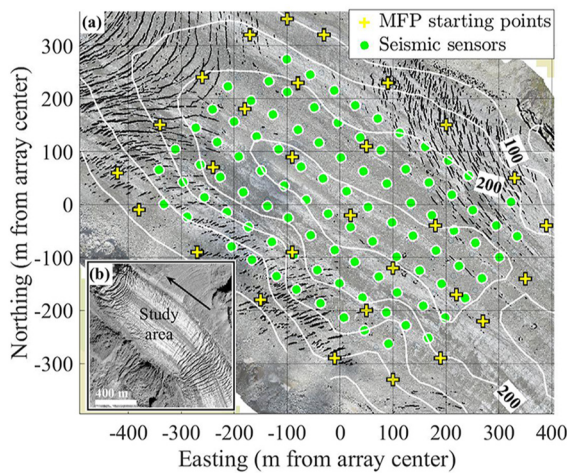 (a)
MFP starting points
Seismic sensors
300
200
100
0
-100
-200
-300
Northing (m from array center)
100
200
200
(b)
Study
area
400 m
-400 -300 -200 -100 0 100 200 300 400
Easting (m from array center)